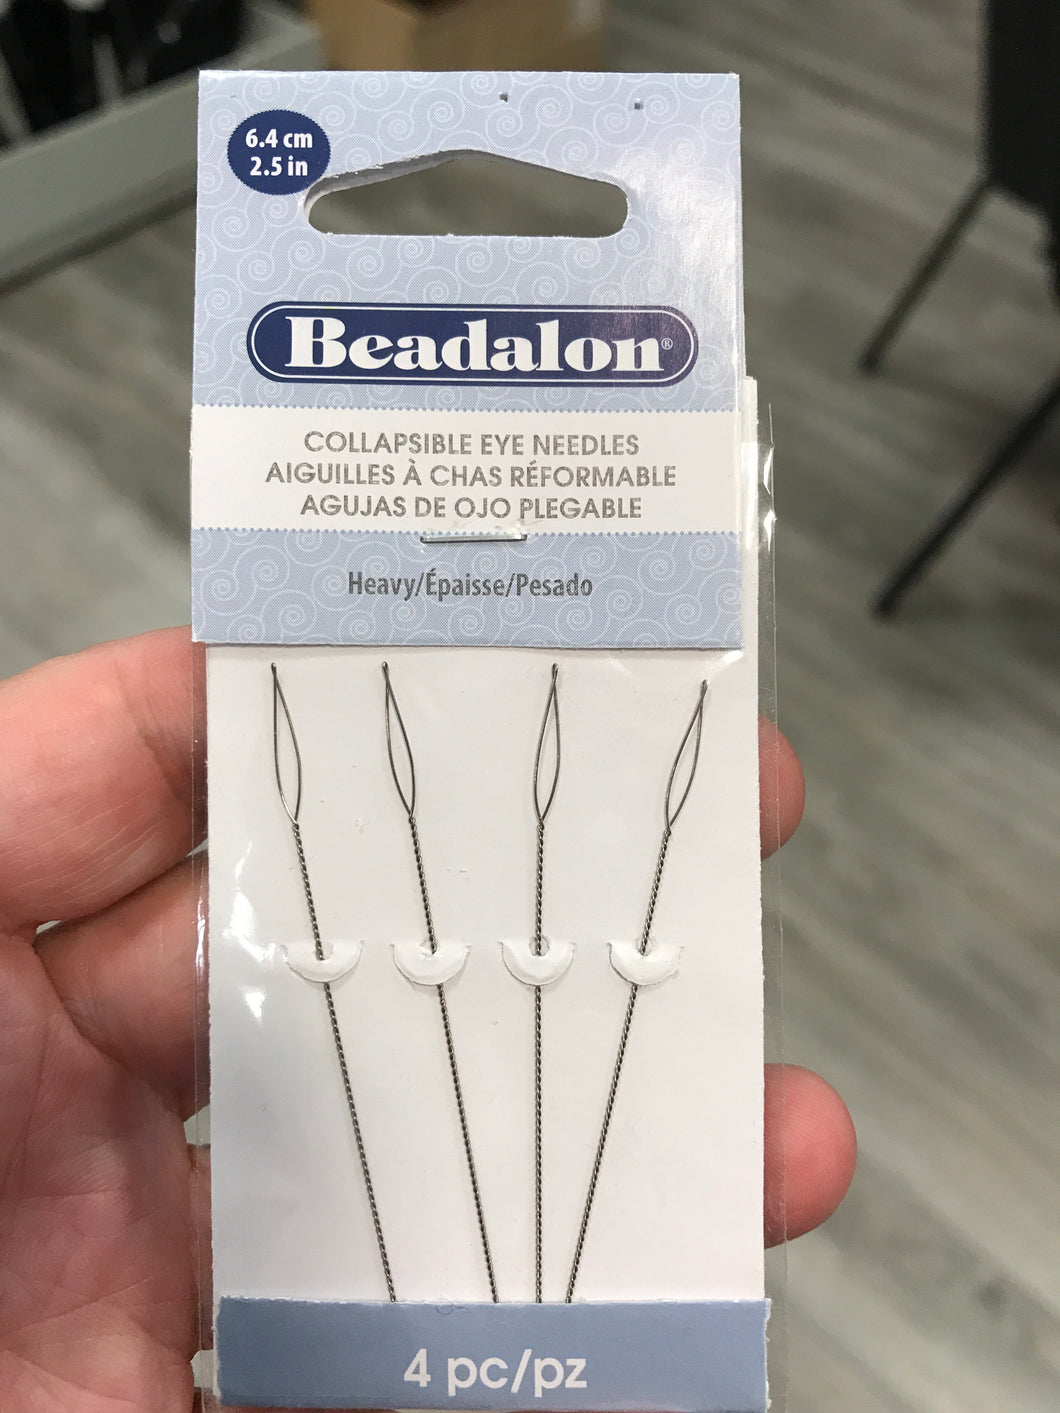 6.4 cm
2.5 in
Beadalon®
COLLAPSIBLE EYE NEEDLES
AIGUILLES À CHAS RÉFORMABLE
AGUJAS DE OJO PLEGABLE
Heavy/Épaisse/Pesado
4 pc/pz